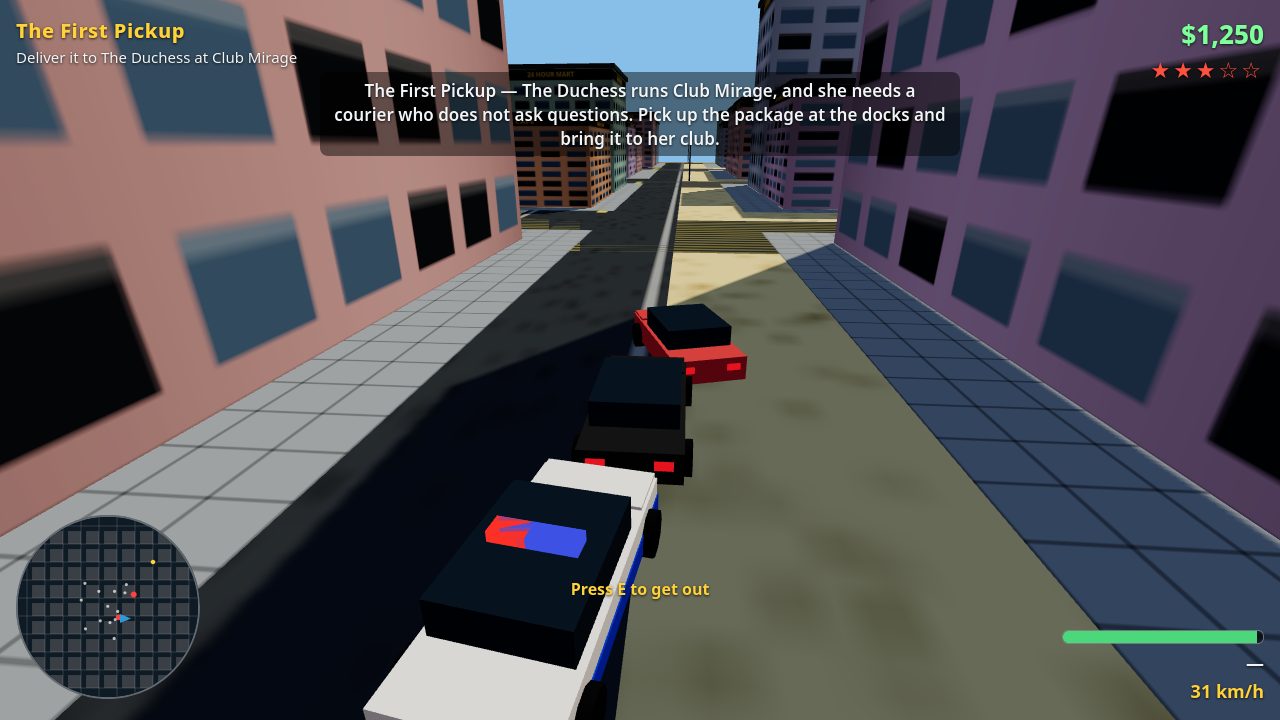 The First Pickup
Deliver it to The Duchess at Club Mirage
$1,250
★★★☆☆
24 HOUR MART
The First Pickup — The Duchess runs Club Mirage, and she needs a
courier who does not ask questions. Pick up the package at the docks and
bring it to her club.
Press E to get out
—
31 km/h